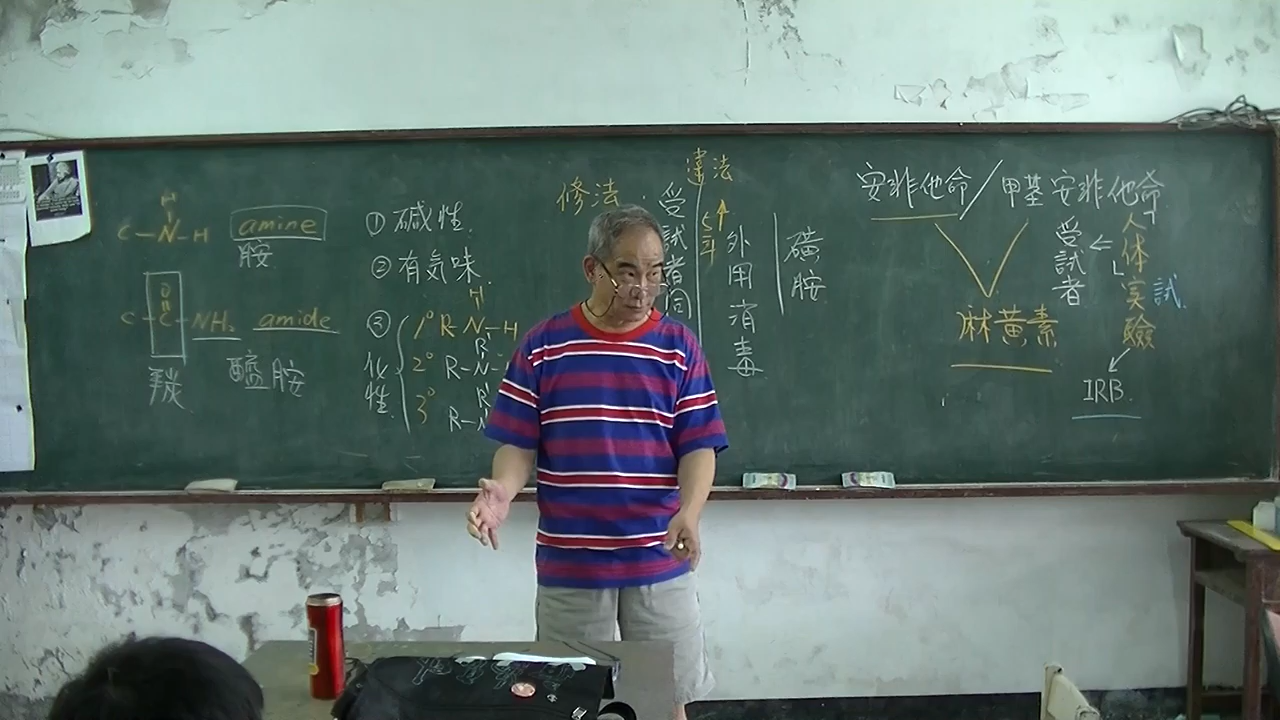 H
C-N-H amine
胺
O
C-C-NH₂ amide
羰 醯胺
① 碱性
② 有気味
③ 化性
H
1° R-N-H
R
2° R-N-
R
3° R-N
修法
違法
受試者同
5年
外用消毒
磺胺
安非他命/甲基安非他命
麻黃素
受試者
人体実驗
試
IRB